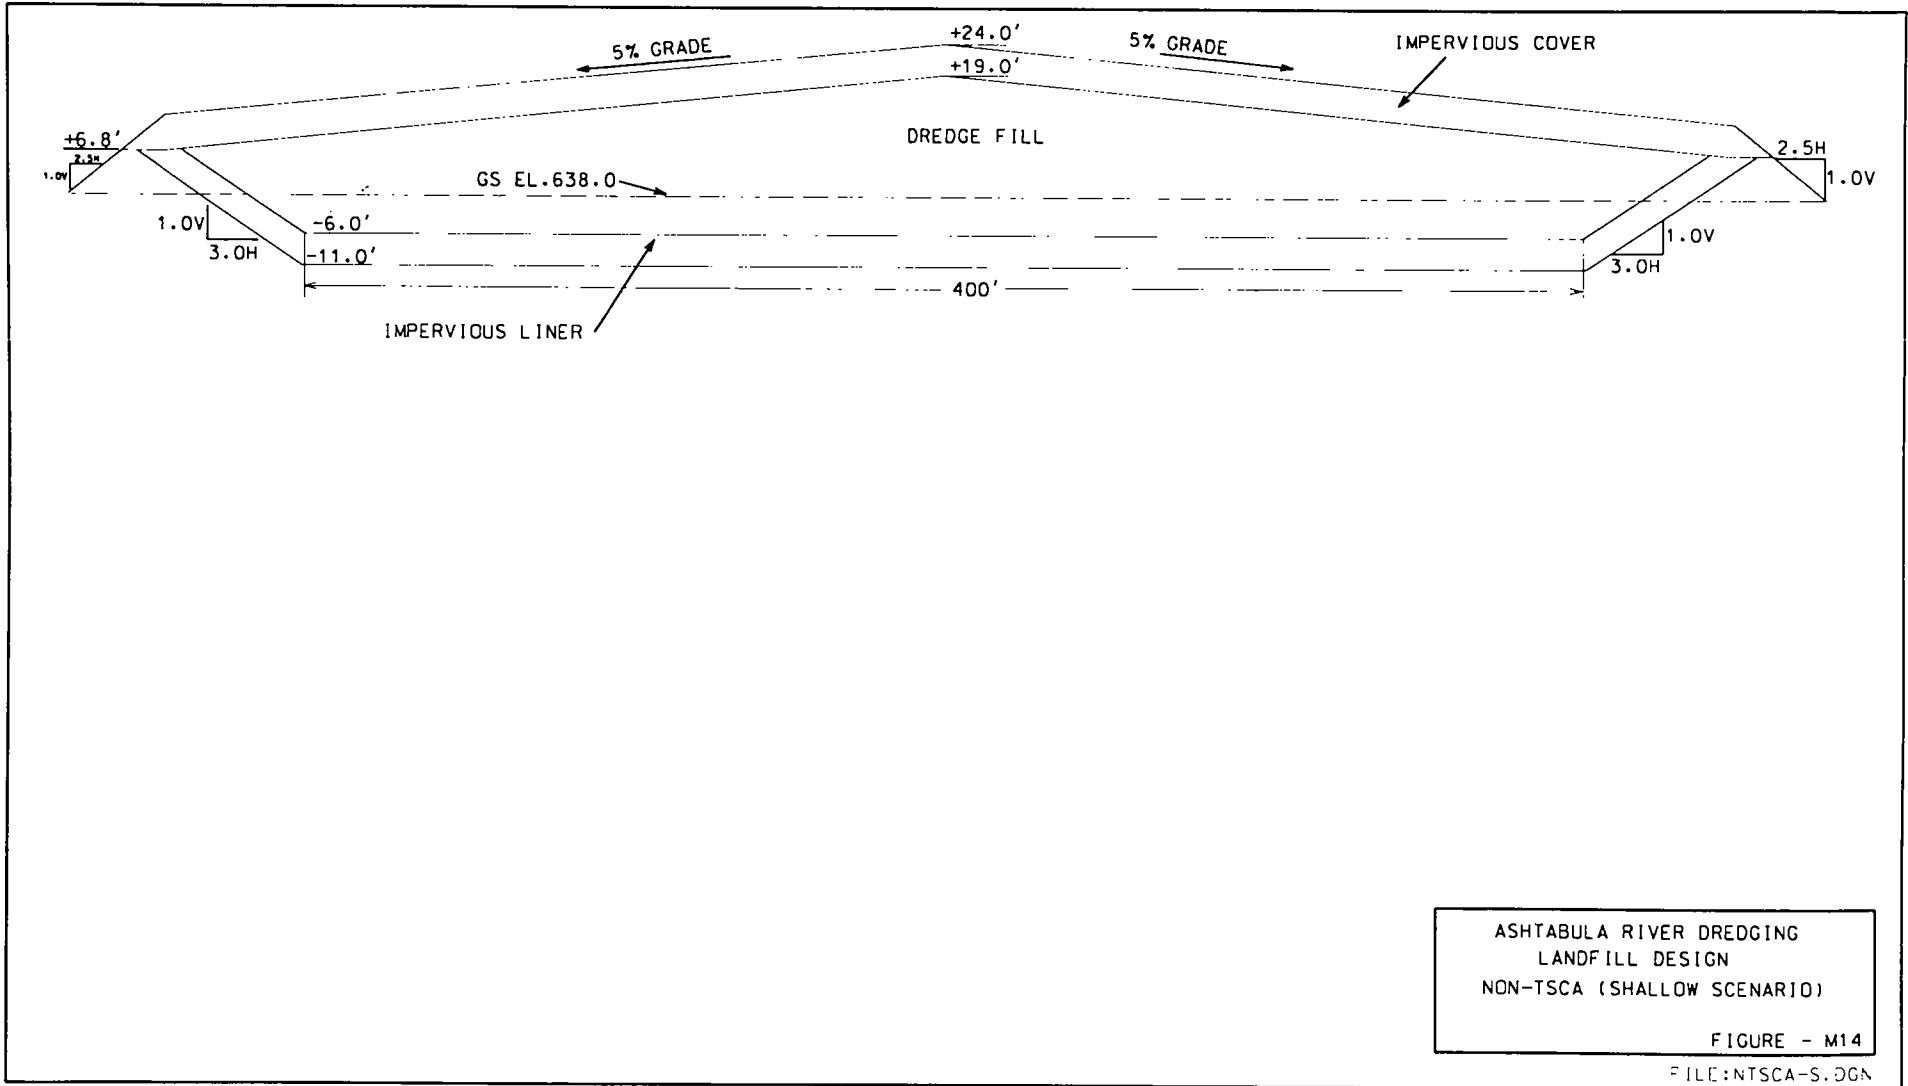 +24.0'
5% GRADE
5% GRADE
IMPERVIOUS COVER
+19.0'
DREDGE FILL
+6.8'
2.5H
1.0V
2.5H
1.0V
GS EL.638.0
-6.0'
1.0V
3.0H
-11.0'
1.0V
3.0H
400'
IMPERVIOUS LINER
ASHTABULA RIVER DREDGING
LANDFILL DESIGN
NON-TSCA (SHALLOW SCENARIO)
FIGURE - M14
FILE:NTSCA-S.DGN